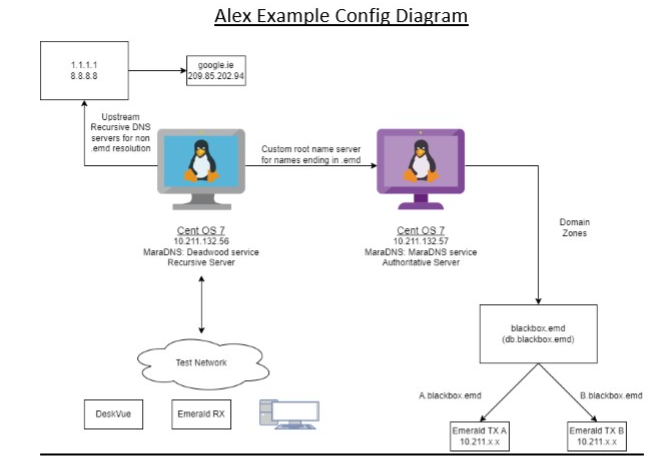 Alex Example Config Diagram
1.1.1.1
8.8.8.8
google.ie
209.85.202.94
Upstream
Recursive DNS
servers for non
.emd resolution
Custom root name server
for names ending in .emd
Cent OS 7
10.211.132.56
MaraDNS: Deadwood service
Recursive Server
Cent OS 7
10.211.132.57
MaraDNS: MaraDNS service
Authoritative Server
Domain
Zones
Test Network
DeskVue
Emerald RX
blackbox.emd
(db.blackbox.emd)
A.blackbox.emd
B.blackbox.emd
Emerald TX A
10.211.x.x
Emerald TX B
10.211.x.x